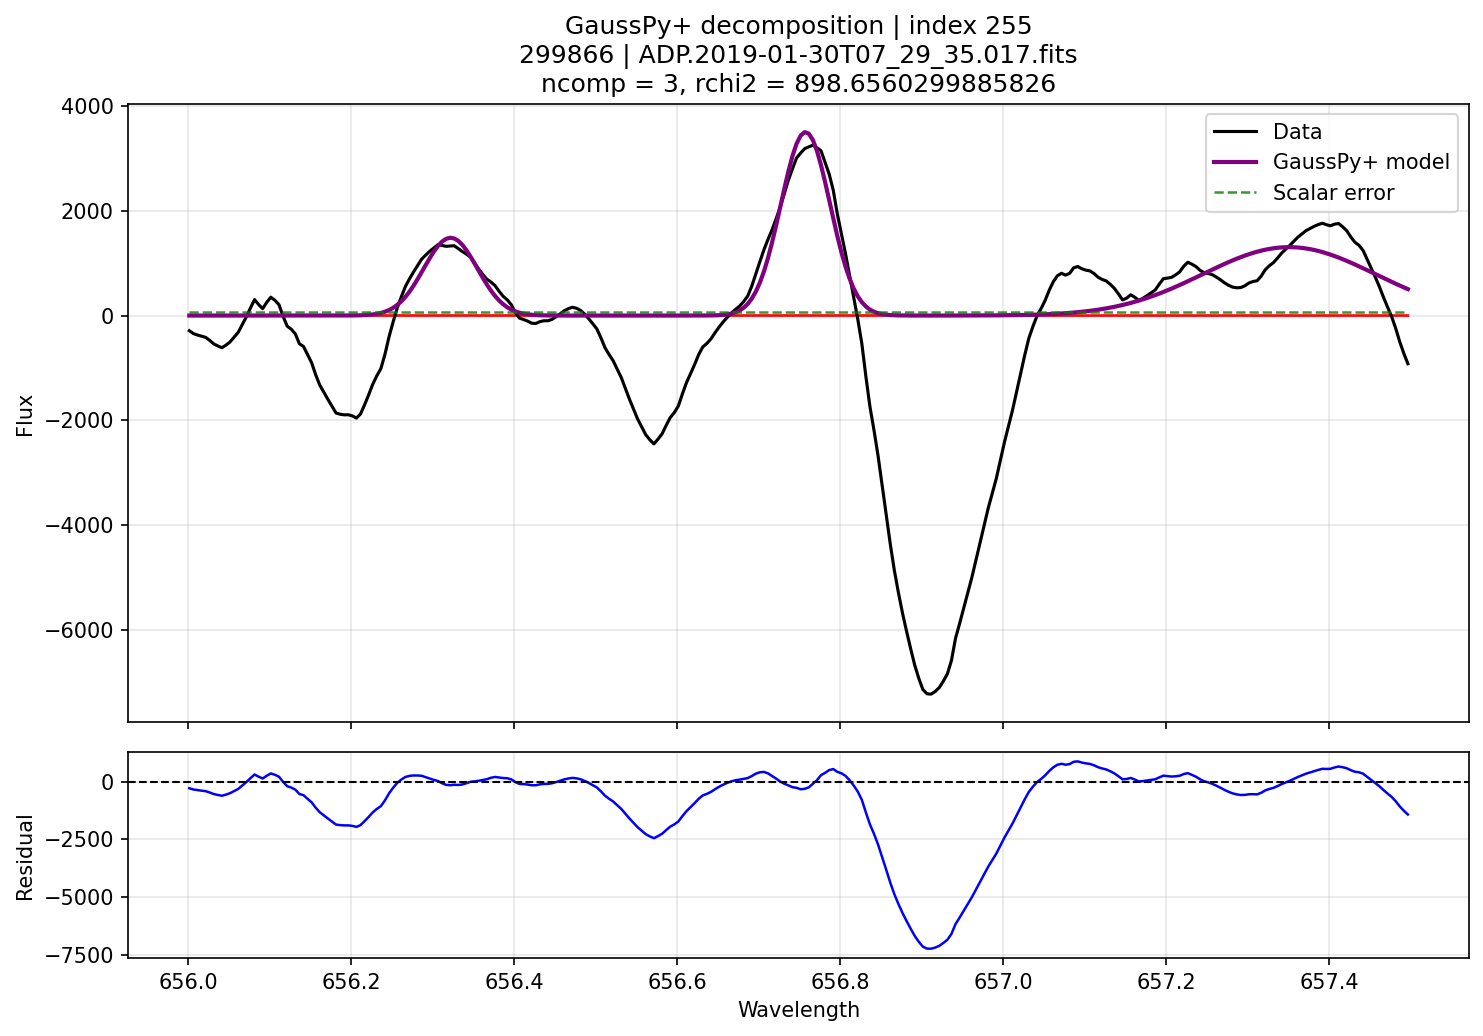 GaussPy+ decomposition | index 255
299866 | ADP.2019-01-30T07_29_35.017.fits
ncomp = 3, rchi2 = 898.6560299885826
Data
GaussPy+ model
Scalar error
4000
2000
0
−2000
−4000
−6000
Flux
0
−2500
−5000
−7500
Residual
656.0
656.2
656.4
656.6
656.8
657.0
657.2
657.4
Wavelength